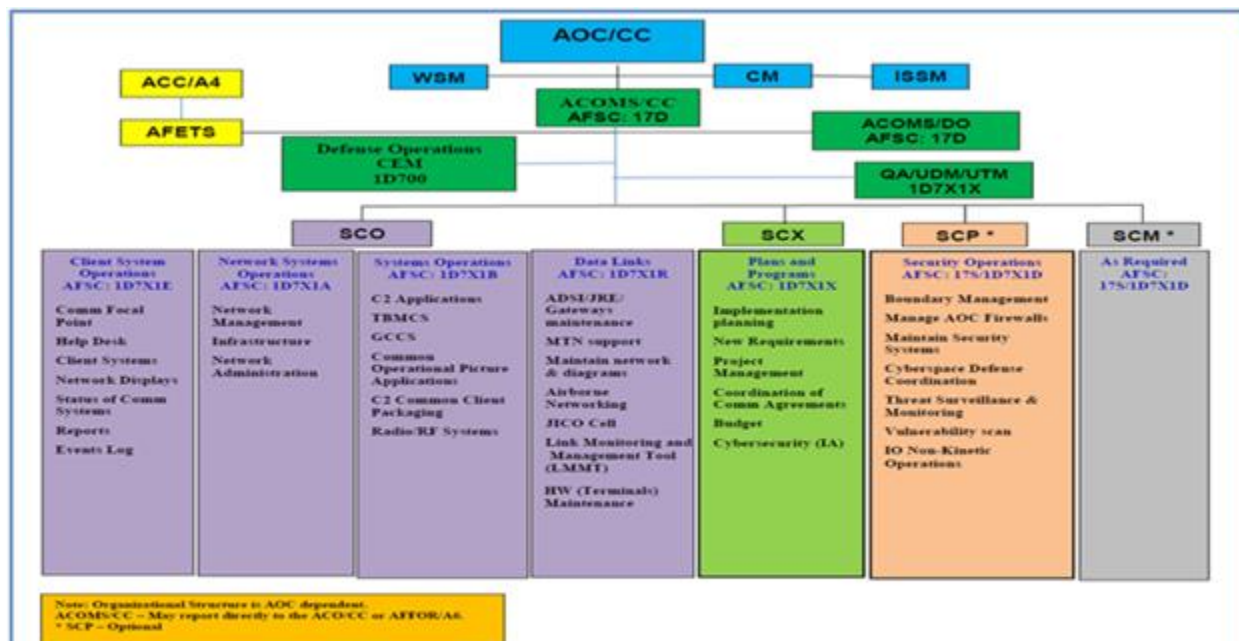 AOC/CC
WSM
CM
ISSM
ACC/A4
ACOMS/CC
AFSC: 17D
AFETS
ACOMS/DO
AFSC: 17D
Defense Operations
CEM
1D700
QA/UDM/UTM
1D7X1X
SCO
SCX
SCP *
SCM *
Client System
Operations
AFSC: 1D7X1E
Comm Focal
Point
Help Desk
Client Systems
Network Displays
Status of Comm
Systems
Reports
Events Log
Network Systems
Operations
AFSC: 1D7X1A
Network
Management
Infrastructure
Network
Administration
Systems Operations
AFSC: 1D7X1B
C2 Applications
TBMCS
GCCS
Common
Operational Picture
Applications
C2 Common Client
Packaging
Radio/RF Systems
Data Links
AFSC: 1D7X1R
ADSI/JRE/
Gateways
maintenance
MTN support
Maintain network
& diagrams
Airborne
Networking
JICO Cell
Link Monitoring and
Management Tool
(LMMT)
HW (Terminals)
Maintenance
Plans and
Programs
AFSC: 1D7X1X
Implementation
planning
New Requirements
Project
Management
Coordination of
Comm Agreements
Budget
Cybersecurity (IA)
Security Operations
AFSC: 17S/1D7X1D
Boundary Management
Manage AOC Firewalls
Maintain Security
Systems
Cyberspace Defense
Coordination
Threat Surveillance &
Monitoring
Vulnerability scan
IO Non-Kinetic
Operations
As Required
AFSC:
17S/1D7X1D
Note: Organizational Structure is AOC dependent.
ACOMS/CC – May report directly to the ACO/CC or AFFOR/A6.
* SCP – Optional